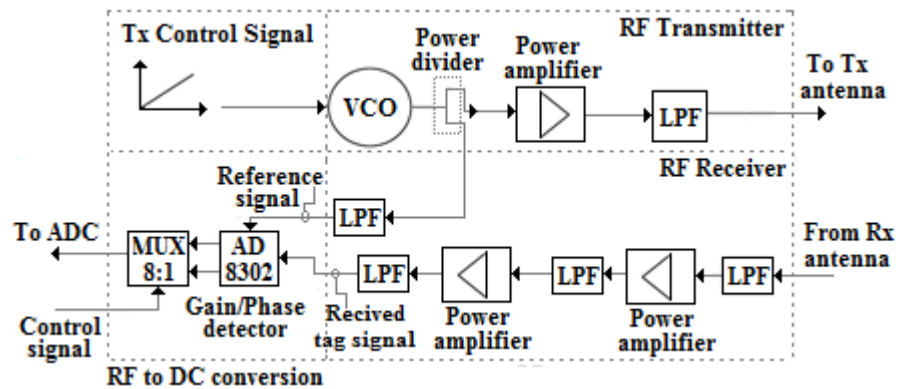 Tx Control Signal
Power
divider
Power
amplifier
RF Transmitter
To Tx
antenna
VCO
LPF
RF Receiver
Reference
signal
LPF
To ADC
MUX
8:1
AD
8302
Gain/Phase
detector
LPF
LPF
LPF
From Rx
antenna
Control
signal
Recived
tag signal
Power
amplifier
Power
amplifier
RF to DC conversion